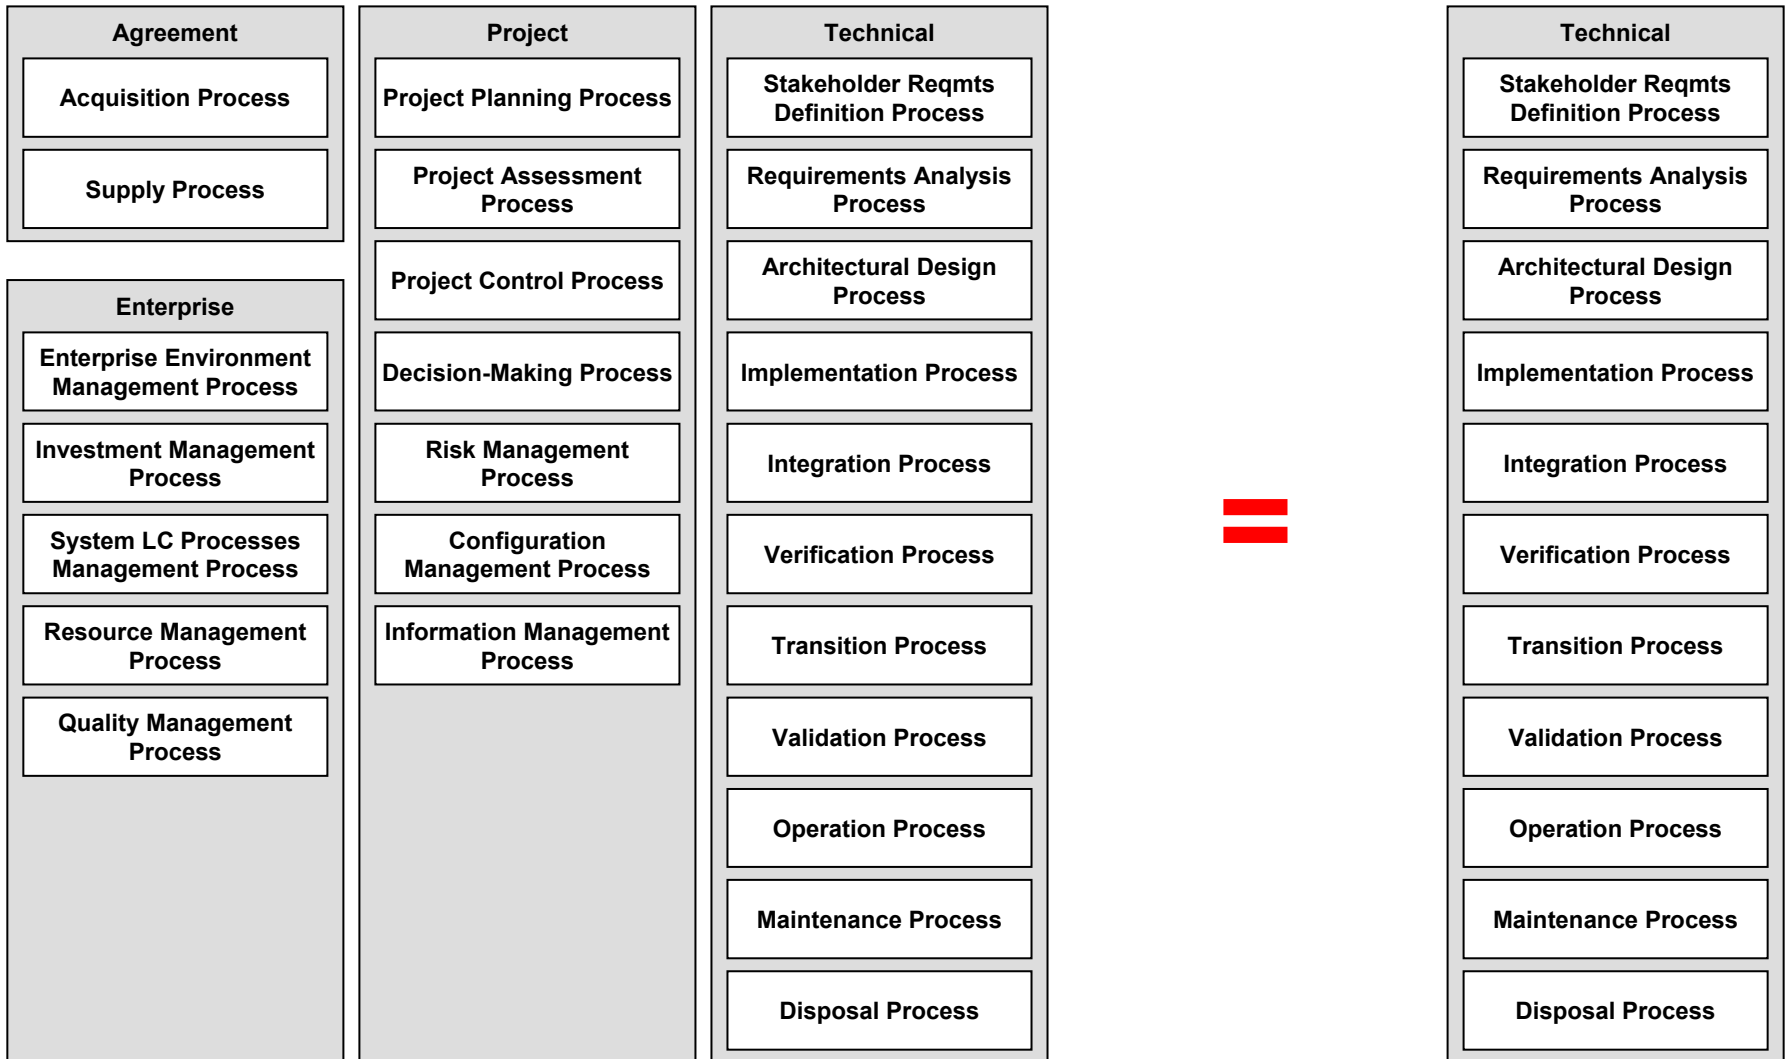 Agreement
Acquisition Process
Supply Process
Enterprise
Enterprise Environment
Management Process
Investment Management
Process
System LC Processes
Management Process
Resource Management
Process
Quality Management
Process
Project
Project Planning Process
Project Assessment
Process
Project Control Process
Decision-Making Process
Risk Management
Process
Configuration
Management Process
Information Management
Process
Technical
Stakeholder Reqmts
Definition Process
Requirements Analysis
Process
Architectural Design
Process
Implementation Process
Integration Process
Verification Process
Transition Process
Validation Process
Operation Process
Maintenance Process
Disposal Process
=
Technical
Stakeholder Reqmts
Definition Process
Requirements Analysis
Process
Architectural Design
Process
Implementation Process
Integration Process
Verification Process
Transition Process
Validation Process
Operation Process
Maintenance Process
Disposal Process